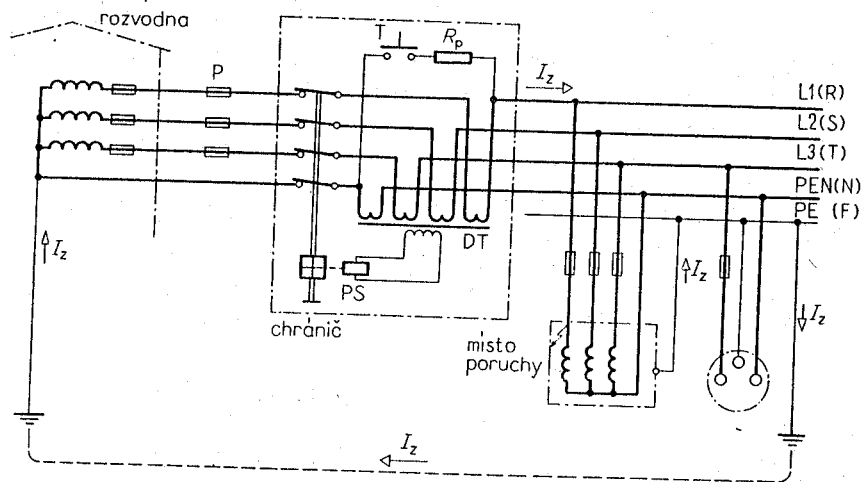 rozvodna
P
T
Rp
Iz
L1(R)
L2(S)
L3(T)
PEN(N)
PE (F)
DT
PS
Iz
Iz
Iz
chránič
místo
poruchy
Iz